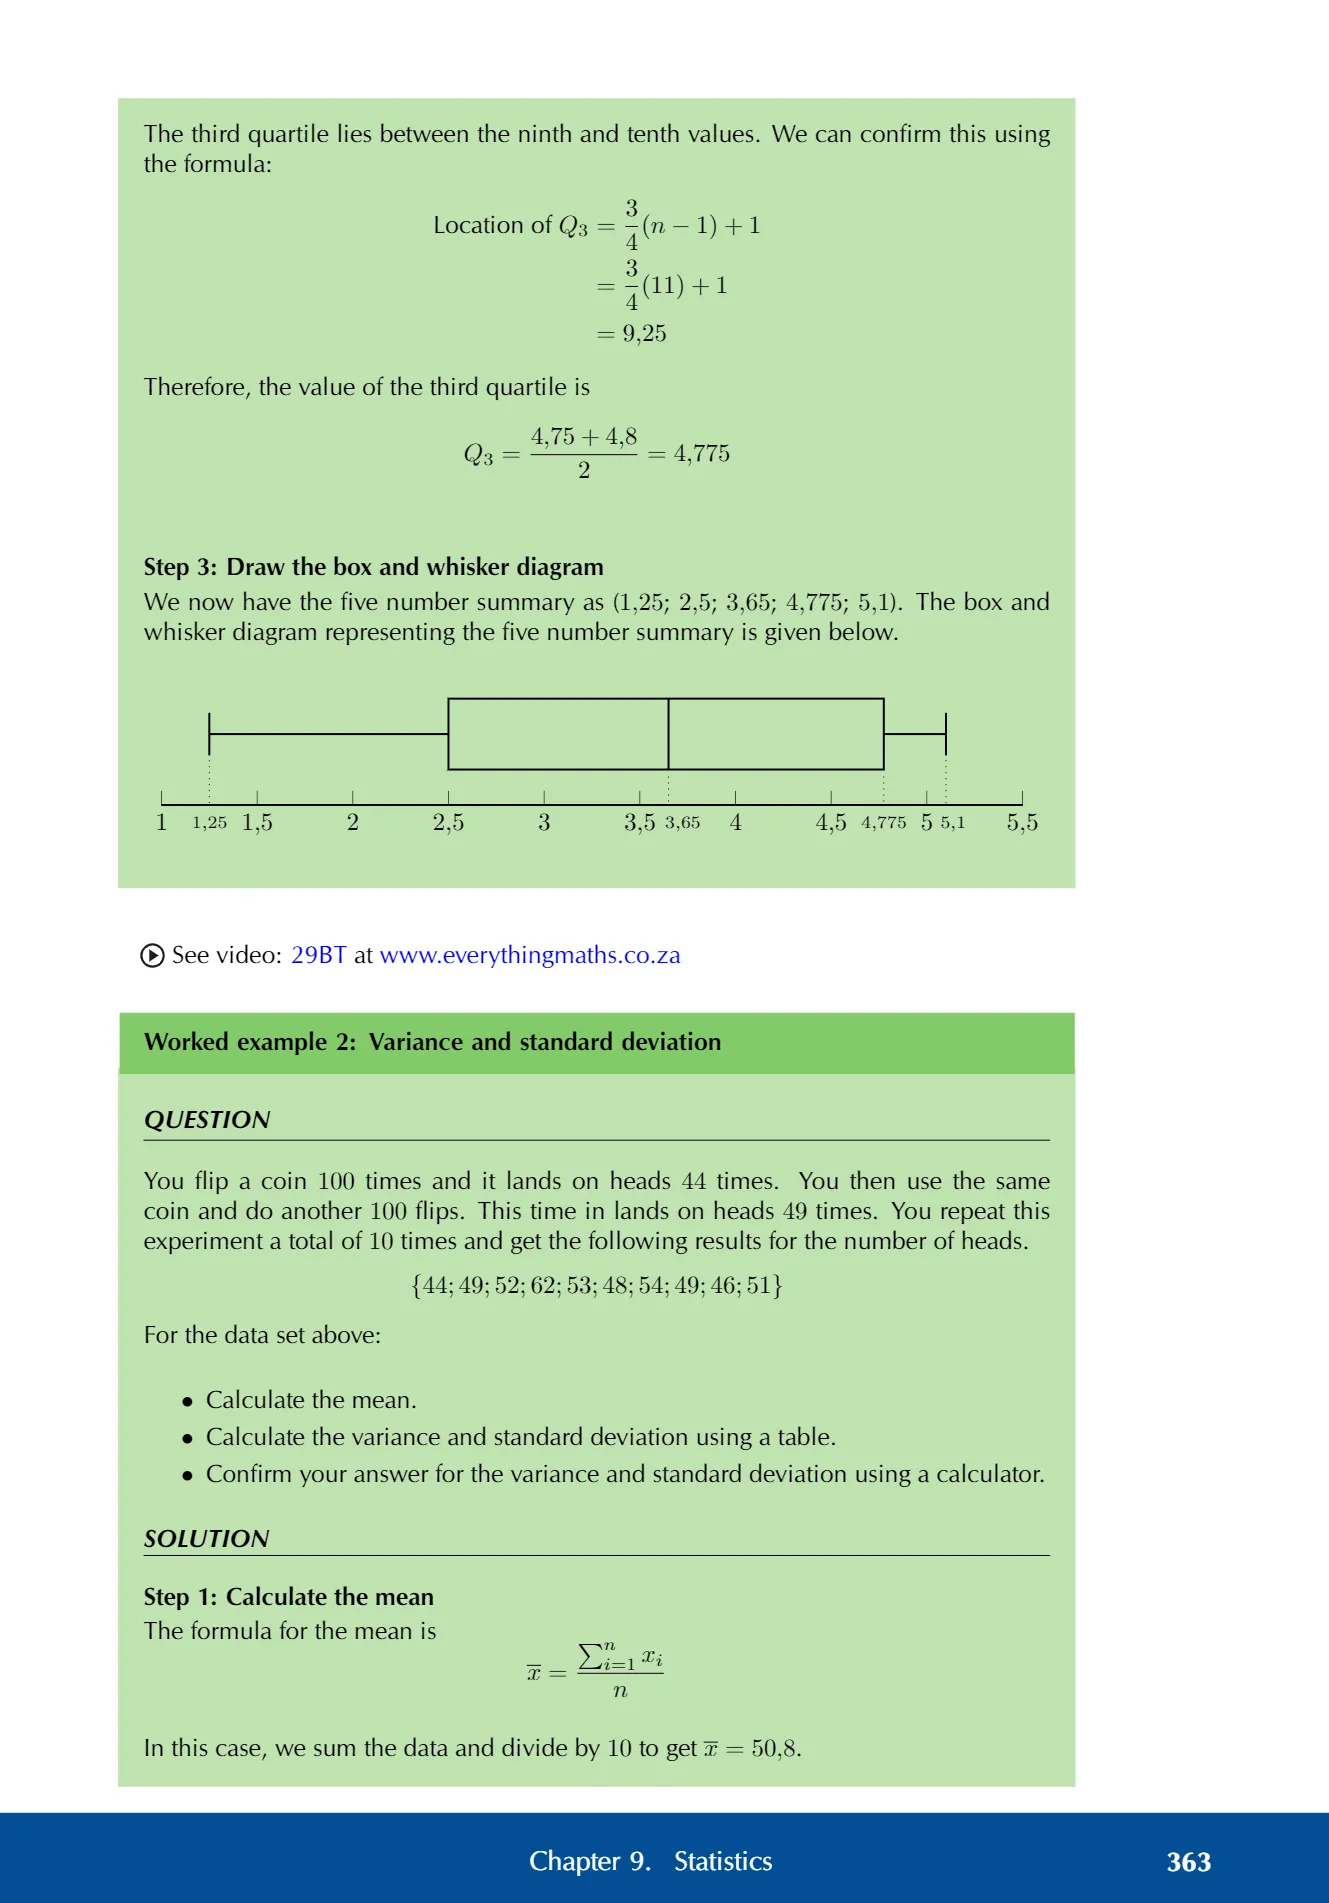 The third quartile lies between the ninth and tenth values. We can confirm this using
the formula:
Location of Q₃ = 3/4 (n − 1) + 1
= 3/4 (11) + 1
= 9,25
Therefore, the value of the third quartile is
Q₃ = (4,75 + 4,8)/2 = 4,775
Step 3: Draw the box and whisker diagram
We now have the five number summary as (1,25; 2,5; 3,65; 4,775; 5,1). The box and
whisker diagram representing the five number summary is given below.
1 1,25 1,5 2 2,5 3 3,5 3,65 4 4,5 4,775 5 5,1 5,5
See video: 29BT at www.everythingmaths.co.za
Worked example 2: Variance and standard deviation
QUESTION
You flip a coin 100 times and it lands on heads 44 times. You then use the same
coin and do another 100 flips. This time in lands on heads 49 times. You repeat this
experiment a total of 10 times and get the following results for the number of heads.
{44; 49; 52; 62; 53; 48; 54; 49; 46; 51}
For the data set above:
• Calculate the mean.
• Calculate the variance and standard deviation using a table.
• Confirm your answer for the variance and standard deviation using a calculator.
SOLUTION
Step 1: Calculate the mean
The formula for the mean is
x̄ = ∑ⁿᵢ₌₁ xᵢ / n
In this case, we sum the data and divide by 10 to get x̄ = 50,8.
Chapter 9. Statistics 363